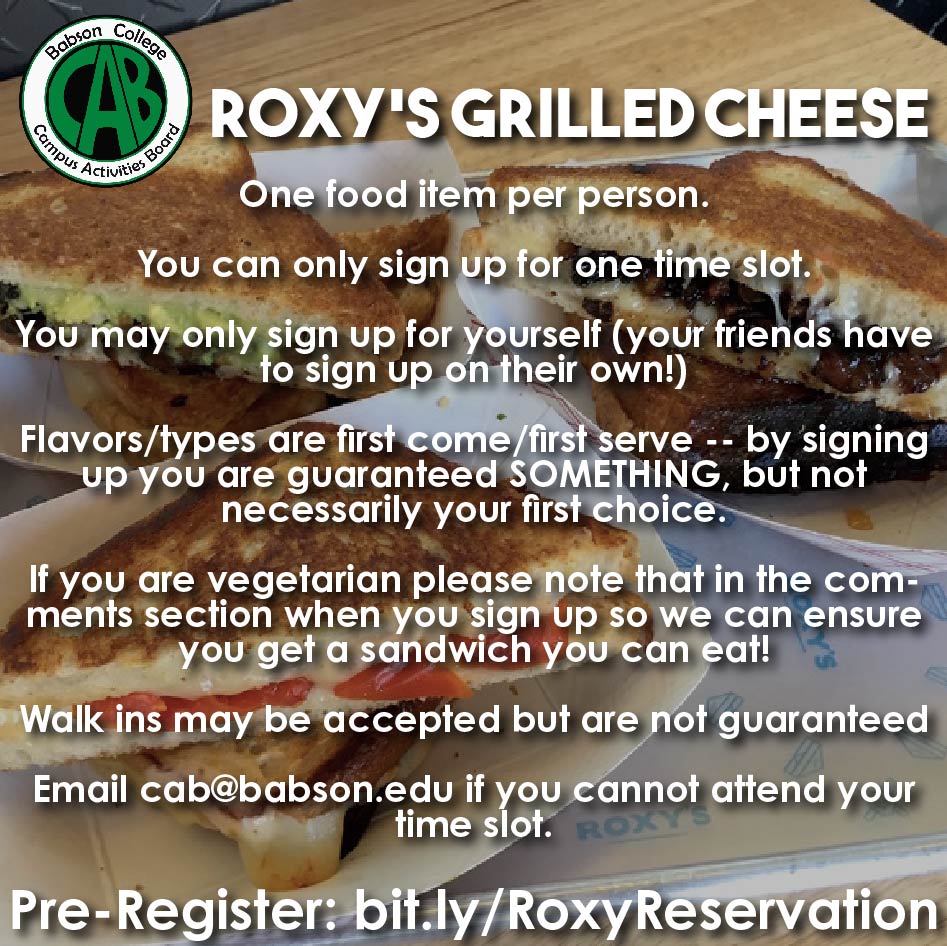 Babson College
CAB
Campus Activities Board
ROXY'S GRILLED CHEESE
One food item per person.
You can only sign up for one time slot.
You may only sign up for yourself (your friends have
to sign up on their own!)
Flavors/types are first come/first serve -- by signing
up you are guaranteed SOMETHING, but not
necessarily your first choice.
If you are vegetarian please note that in the com-
ments section when you sign up so we can ensure
you get a sandwich you can eat!
ROXY'S
Walk ins may be accepted but are not guaranteed
Email cab@babson.edu if you cannot attend your
time slot.
ROXY'S
Pre-Register: bit.ly/RoxyReservation